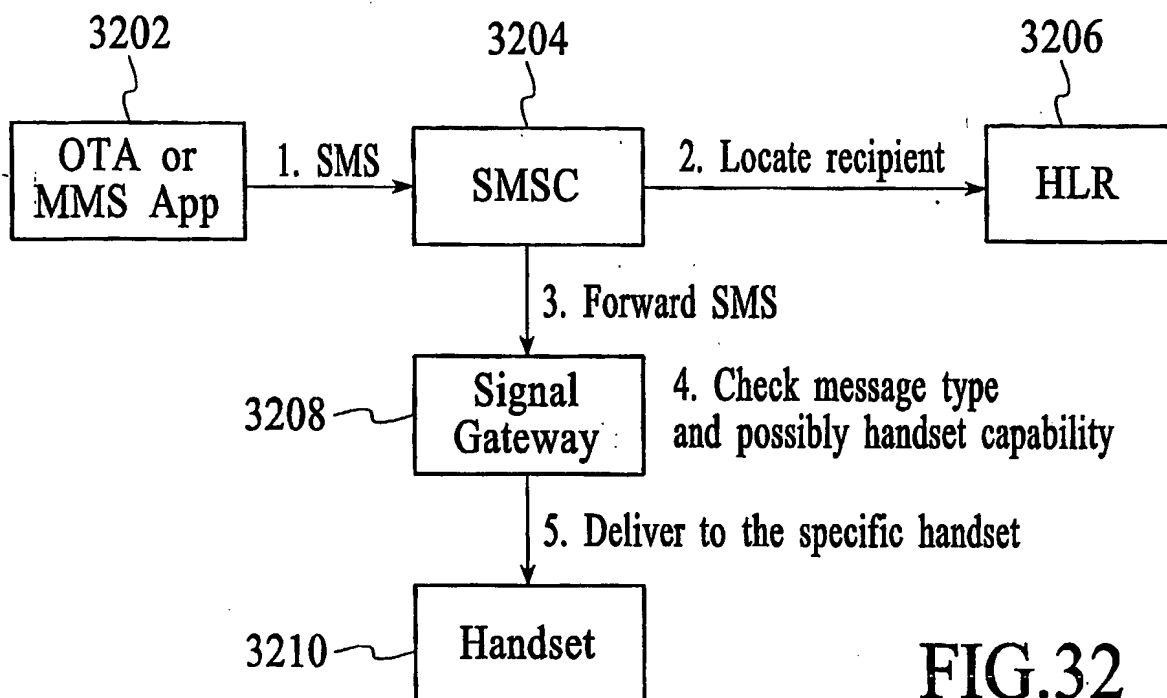 3202
3204
3206
OTA or
MMS App
1. SMS
SMSC
2. Locate recipient
HLR
3. Forward SMS
3208
Signal
Gateway
4. Check message type
and possibly handset capability
5. Deliver to the specific handset
3210
Handset
FIG.32